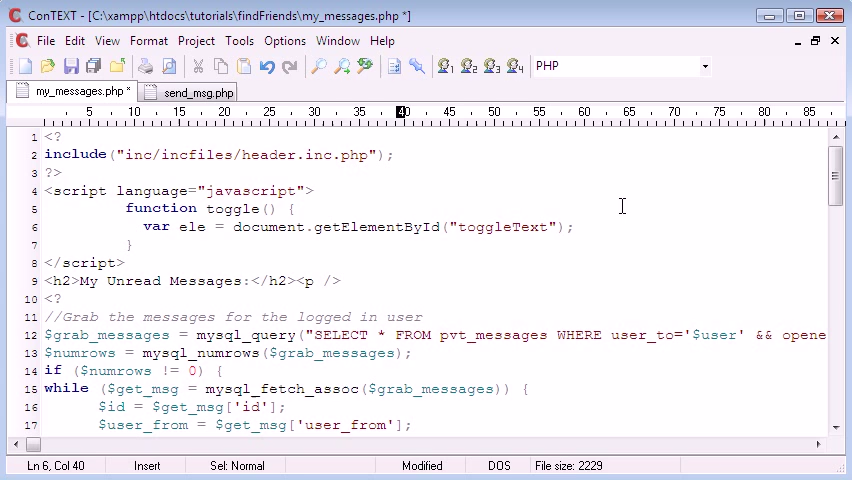 ConTEXT - [C:\xampp\htdocs\tutorials\findFriends\my_messages.php *]
File Edit View Format Project Tools Options Window Help
1 2 3 4 PHP
my_messages.php * send_msg.php
5 10 15 20 25 30 35 4 45 50 55 60 65 70 75 80 85
1 <?
2 include("inc/incfiles/header.inc.php");
3 ?>
4 <script language="javascript">
5 function toggle() {
6 var ele = document.getElementById("toggleText");
7 }
8 </script>
9 <h2>My Unread Messages:</h2><p />
10 <?
11 //Grab the messages for the logged in user
12 $grab_messages = mysql_query("SELECT * FROM pvt_messages WHERE user_to='$user' && opene
13 $numrows = mysql_numrows($grab_messages);
14 if ($numrows != 0) {
15 while ($get_msg = mysql_fetch_assoc($grab_messages)) {
16 $id = $get_msg['id'];
17 $user_from = $get_msg['user_from'];
Ln 6, Col 40 Insert Sel: Normal Modified DOS File size: 2229